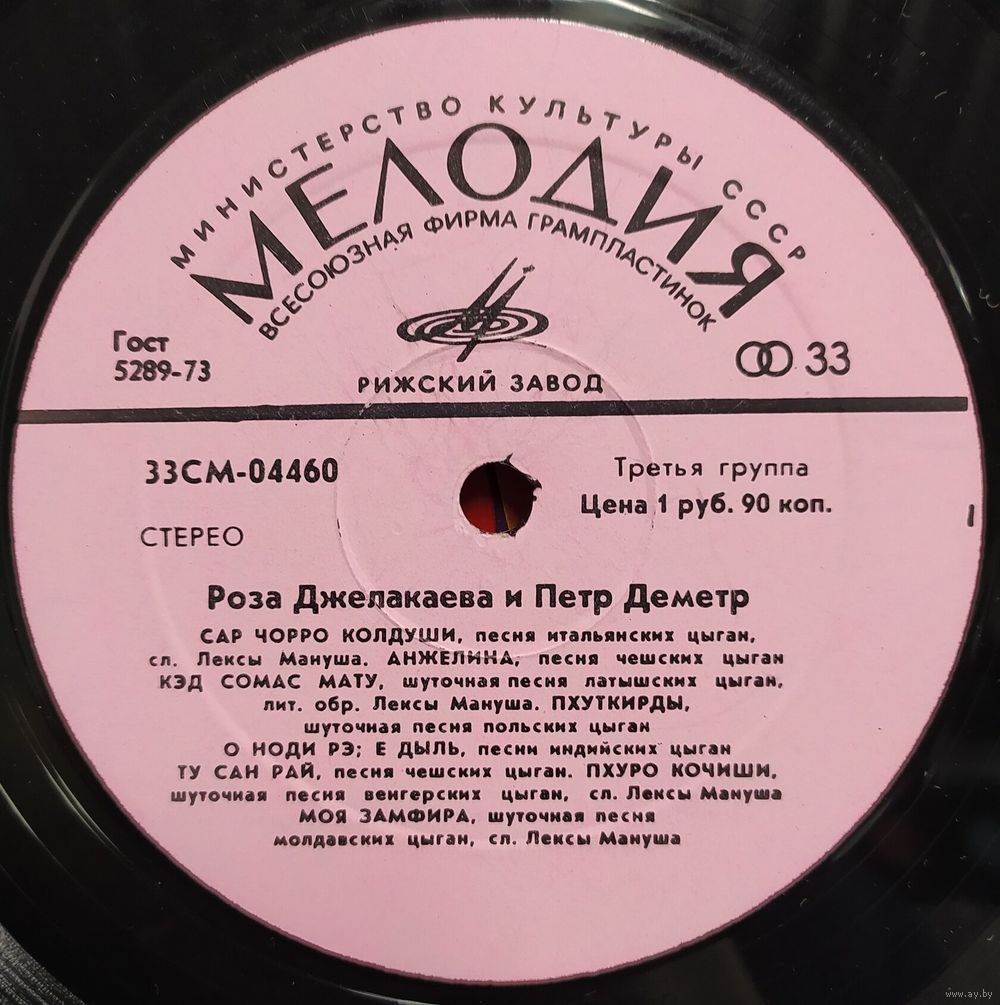 МИНИСТЕРСТВО КУЛЬТУРЫ СССР
МЕЛОДИЯ
ВСЕСОЮЗНАЯ ФИРМА ГРАМПЛАСТИНОК
Гост
5289-73
33
РИЖСКИЙ ЗАВОД
33СМ-04460
Третья группа
Цена 1 руб. 90 коп.
СТЕРЕО
Роза Джелакаева и Петр Деметр
САР ЧОРРО КОЛДУШИ, песня итальянских цыган,
сл. Лексы Мануша. АНЖЕЛИНА, песня чешских цыган
КЭД СОМАС МАТУ, шуточная песня латышских цыган,
лит. обр. Лексы Мануша. ПХУТКИРДЫ,
шуточная песня польских цыган
О НОДИ РЭ; Е ДЫЛЬ, песни индийских цыган
ТУ САН РАЙ, песня чешских цыган. ПХУРО КОЧИШИ,
шуточная песня венгерских цыган, сл. Лексы Мануша
МОЯ ЗАМФИРА, шуточная песня
молдавских цыган, сл. Лексы Мануша
www.ay.by